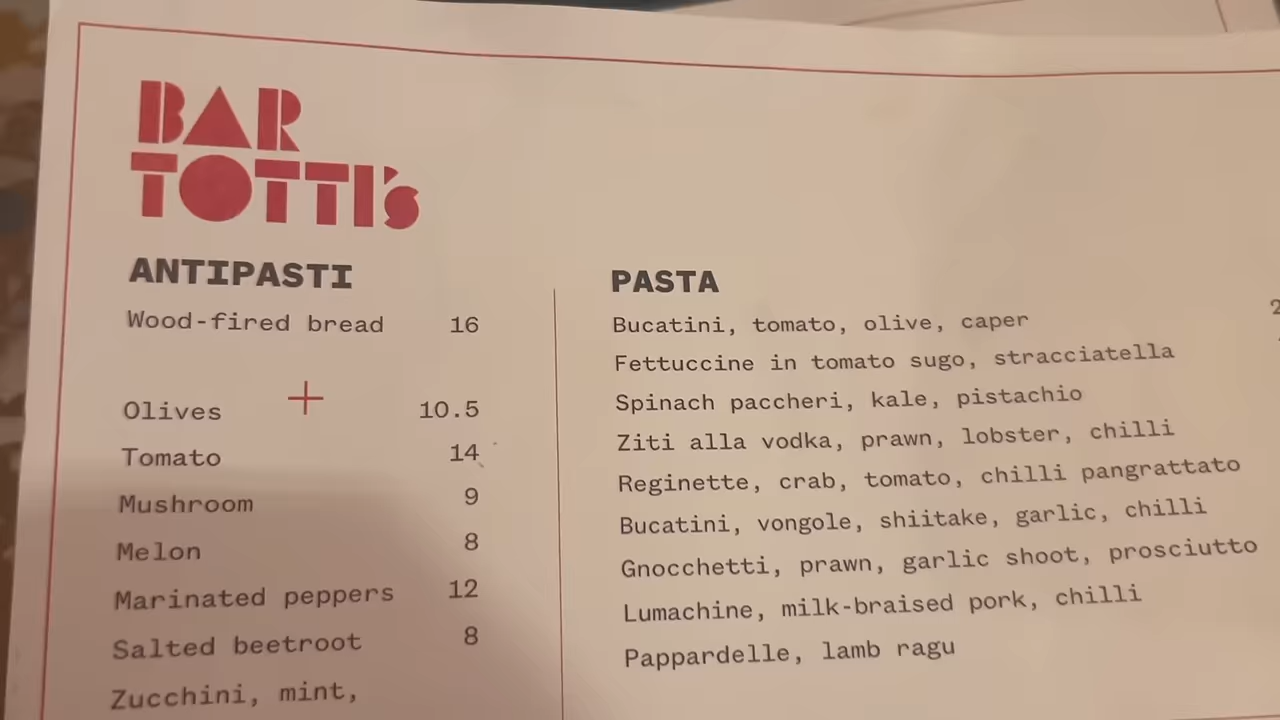 BAR
TOTTI's
ANTIPASTI
Wood-fired bread 16
+
Olives 10.5
Tomato 14
Mushroom 9
Melon 8
Marinated peppers 12
Salted beetroot 8
Zucchini, mint,
PASTA
Bucatini, tomato, olive, caper
Fettuccine in tomato sugo, stracciatella
Spinach paccheri, kale, pistachio
Ziti alla vodka, prawn, lobster, chilli
Reginette, crab, tomato, chilli pangrattato
Bucatini, vongole, shiitake, garlic, chilli
Gnocchetti, prawn, garlic shoot, prosciutto
Lumachine, milk-braised pork, chilli
Pappardelle, lamb ragu